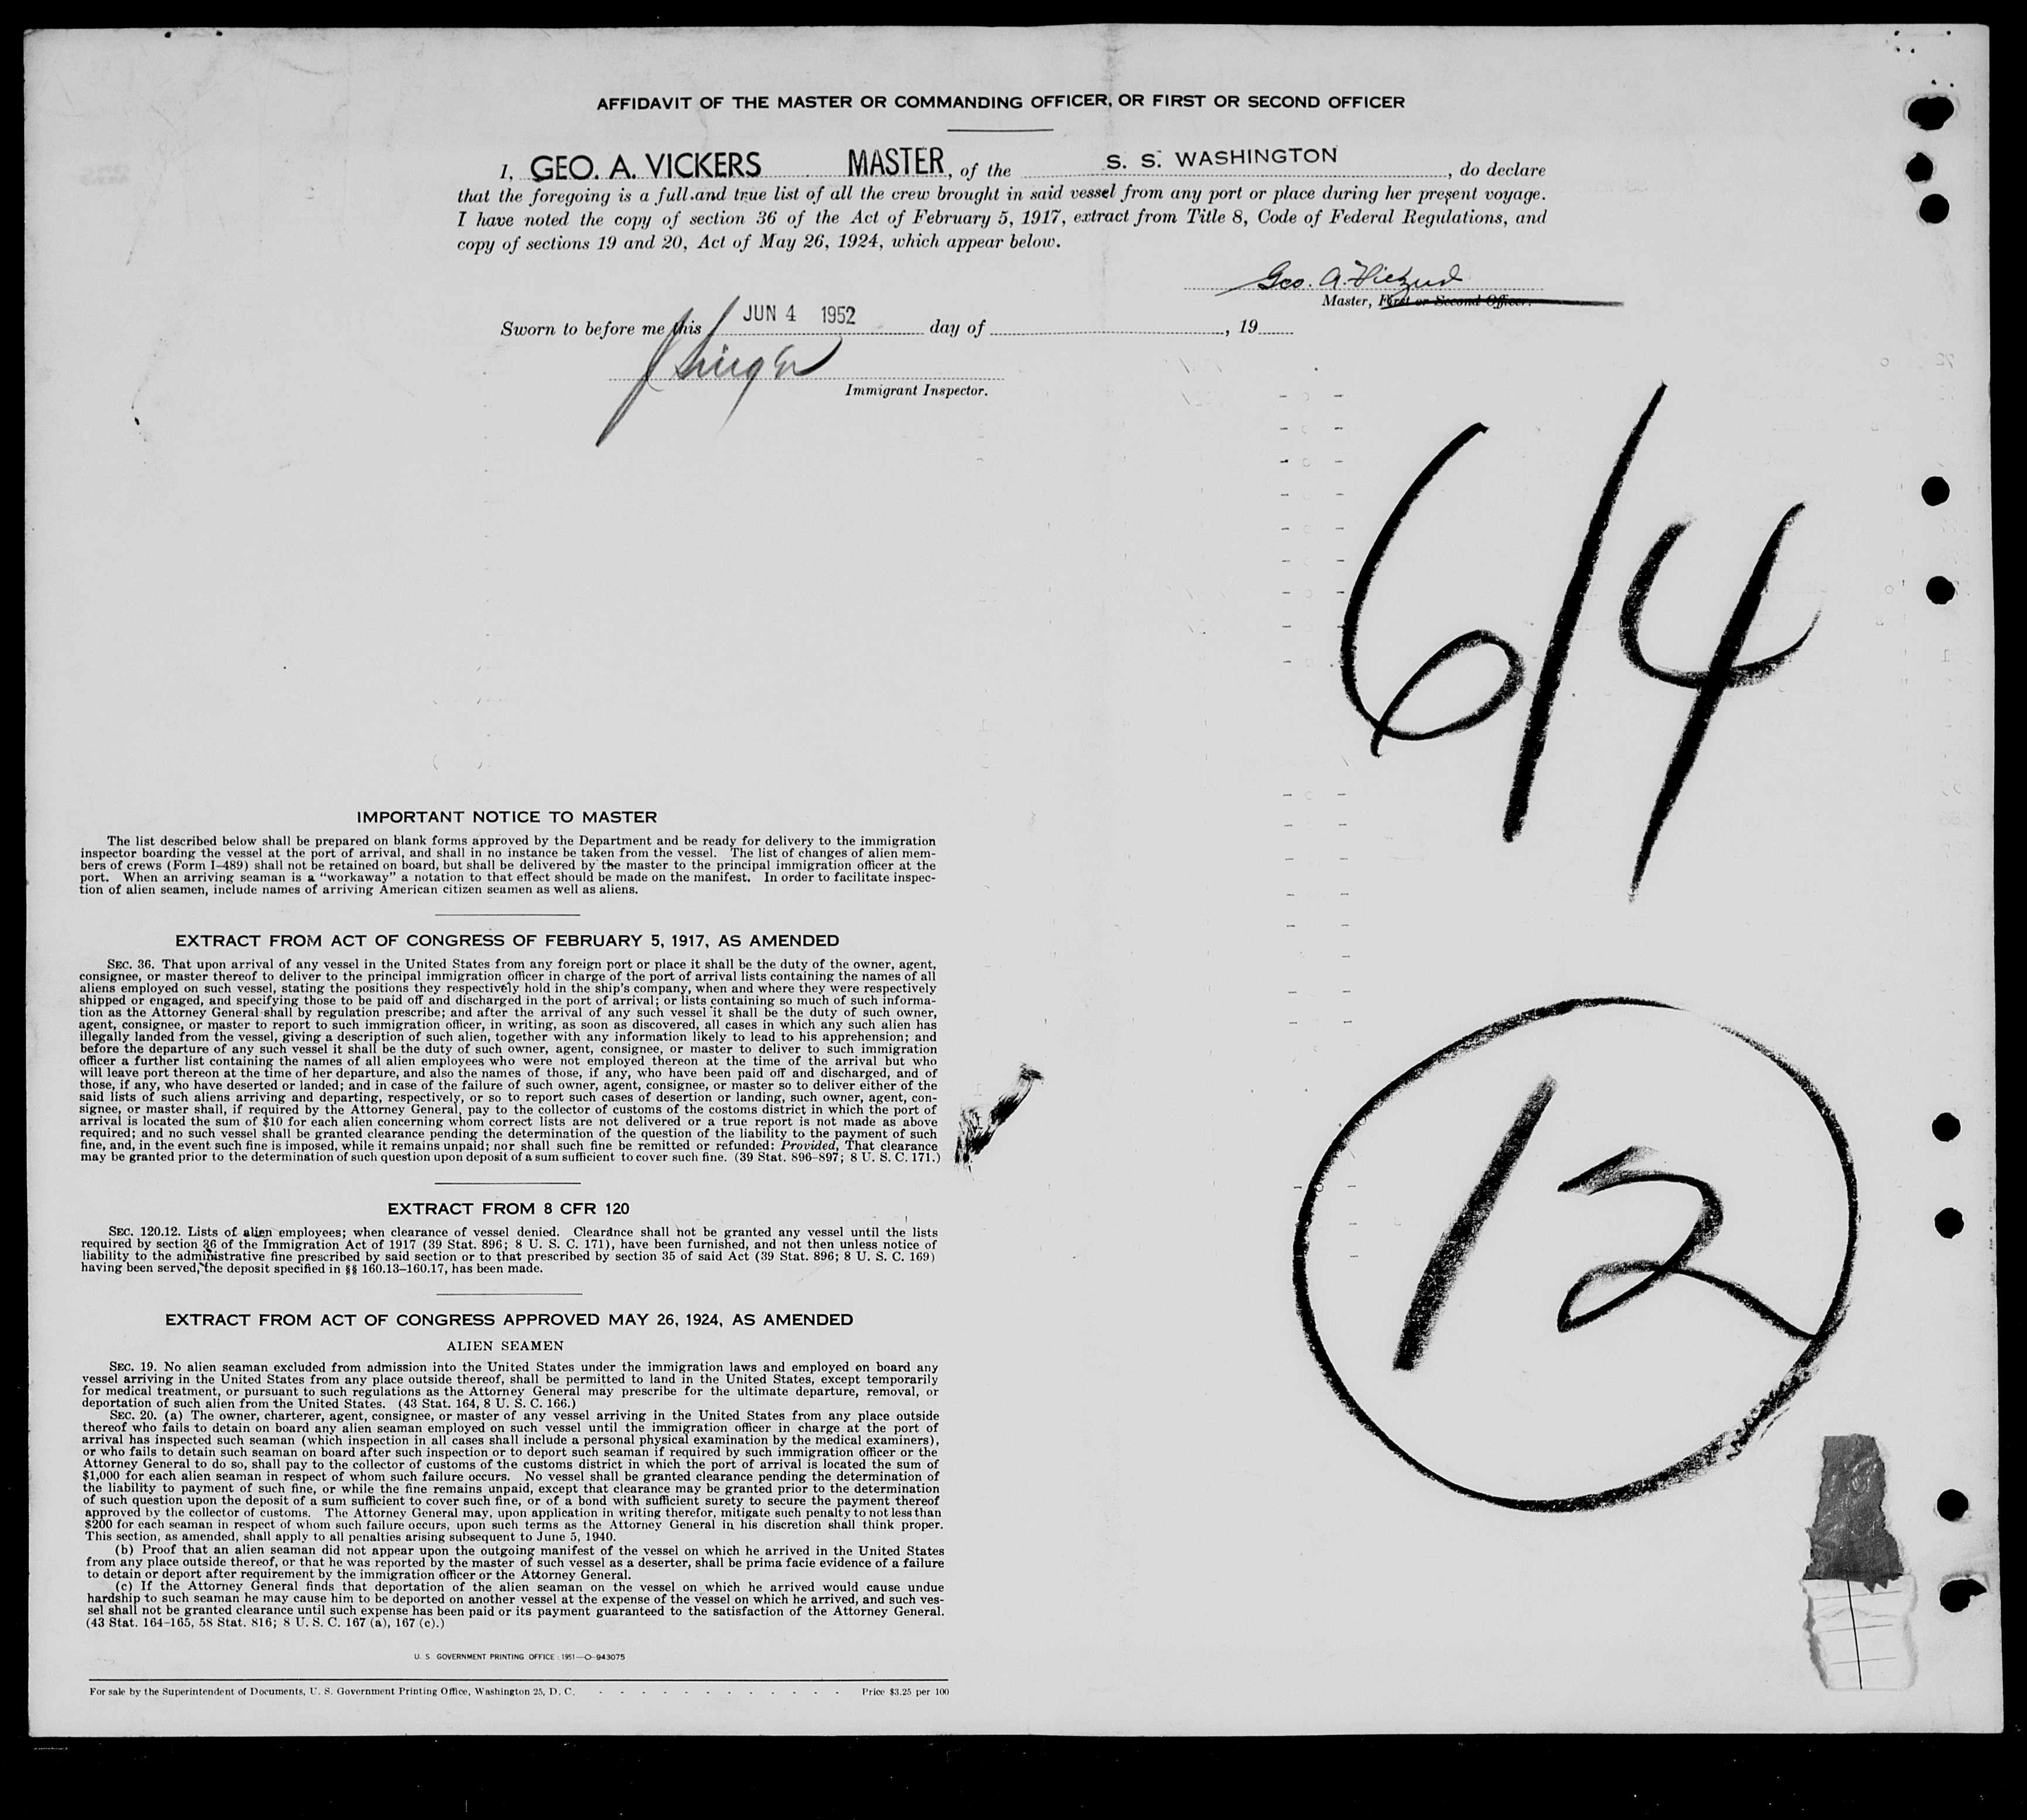 AFFIDAVIT OF THE MASTER OR COMMANDING OFFICER, OR FIRST OR SECOND OFFICER
I, GEO. A. VICKERS MASTER, of the S. S. WASHINGTON, do declare
that the foregoing is a full and true list of all the crew brought in said vessel from any port or place during her present voyage.
I have noted the copy of section 36 of the Act of February 5, 1917, extract from Title 8, Code of Federal Regulations, and
copy of sections 19 and 20, Act of May 26, 1924, which appear below.
Geo. A. Vickers
Master, First or Second Officer.
Sworn to before me this JUN 4 1952 day of , 19
Immigrant Inspector.
6/4
12
IMPORTANT NOTICE TO MASTER
The list described below shall be prepared on blank forms approved by the Department and be ready for delivery to the immigration
inspector boarding the vessel at the port of arrival, and shall in no instance be taken from the vessel. The list of changes of alien mem-
bers of crews (Form I–489) shall not be retained on board, but shall be delivered by the master to the principal immigration officer at the
port. When an arriving seaman is a “workaway” a notation to that effect should be made on the manifest. In order to facilitate inspec-
tion of alien seamen, include names of arriving American citizen seamen as well as aliens.
EXTRACT FROM ACT OF CONGRESS OF FEBRUARY 5, 1917, AS AMENDED
SEC. 36. That upon arrival of any vessel in the United States from any foreign port or place it shall be the duty of the owner, agent,
consignee, or master thereof to deliver to the principal immigration officer in charge of the port of arrival lists containing the names of all
aliens employed on such vessel, stating the positions they respectively hold in the ship's company, when and where they were respectively
shipped or engaged, and specifying those to be paid off and discharged in the port of arrival; or lists containing so much of such informa-
tion as the Attorney General shall by regulation prescribe; and after the arrival of any such vessel it shall be the duty of such owner,
agent, consignee, or master to report to such immigration officer, in writing, as soon as discovered, all cases in which any such alien has
illegally landed from the vessel, giving a description of such alien, together with any information likely to lead to his apprehension; and
before the departure of any such vessel it shall be the duty of such owner, agent, consignee, or master to deliver to such immigration
officer a further list containing the names of all alien employees who were not employed thereon at the time of the arrival but who
will leave port thereon at the time of her departure, and also the names of those, if any, who have been paid off and discharged, and of
those, if any, who have deserted or landed; and in case of the failure of such owner, agent, consignee, or master so to deliver either of the
said lists of such aliens arriving and departing, respectively, or so to report such cases of desertion or landing, such owner, agent, con-
signee, or master shall, if required by the Attorney General, pay to the collector of customs of the costoms district in which the port of
arrival is located the sum of $10 for each alien concerning whom correct lists are not delivered or a true report is not made as above
required; and no such vessel shall be granted clearance pending the determination of the question of the liability to the payment of such
fine, and, in the event such fine is imposed, while it remains unpaid; nor shall such fine be remitted or refunded: Provided, That clearance
may be granted prior to the determination of such question upon deposit of a sum sufficient to cover such fine. (39 Stat. 896–897; 8 U. S. C. 171.)
EXTRACT FROM 8 CFR 120
SEC. 120.12. Lists of alien employees; when clearance of vessel denied. Clearance shall not be granted any vessel until the lists
required by section 36 of the Immigration Act of 1917 (39 Stat. 896; 8 U. S. C. 171), have been furnished, and not then unless notice of
liability to the administrative fine prescribed by said section or to that prescribed by section 35 of said Act (39 Stat. 896; 8 U. S. C. 169)
having been served, the deposit specified in §§ 160.13–160.17, has been made.
EXTRACT FROM ACT OF CONGRESS APPROVED MAY 26, 1924, AS AMENDED
ALIEN SEAMEN
SEC. 19. No alien seaman excluded from admission into the United States under the immigration laws and employed on board any
vessel arriving in the United States from any place outside thereof, shall be permitted to land in the United States, except temporarily
for medical treatment, or pursuant to such regulations as the Attorney General may prescribe for the ultimate departure, removal, or
deportation of such alien from the United States. (43 Stat. 164, 8 U. S. C. 166.)
SEC. 20. (a) The owner, charterer, agent, consignee, or master of any vessel arriving in the United States from any place outside
thereof who fails to detain on board any alien seaman employed on such vessel until the immigration officer in charge at the port of
arrival has inspected such seaman (which inspection in all cases shall include a personal physical examination by the medical examiners),
or who fails to detain such seaman on board after such inspection or to deport such seaman if required by such immigration officer or the
Attorney General to do so, shall pay to the collector of customs of the customs district in which the port of arrival is located the sum of
$1,000 for each alien seaman in respect of whom such failure occurs. No vessel shall be granted clearance pending the determination of
the liability to payment of such fine, or while the fine remains unpaid, except that clearance may be granted prior to the determination
of such question upon the deposit of a sum sufficient to cover such fine, or of a bond with sufficient surety to secure the payment thereof
approved by the collector of customs. The Attorney General may, upon application in writing therefor, mitigate such penalty to not less than
$200 for each seaman in respect of whom such failure occurs, upon such terms as the Attorney General in his discretion shall think proper.
This section, as amended, shall apply to all penalties arising subsequent to June 5, 1940.
(b) Proof that an alien seaman did not appear upon the outgoing manifest of the vessel on which he arrived in the United States
from any place outside thereof, or that he was reported by the master of such vessel as a deserter, shall be prima facie evidence of a failure
to detain or deport after requirement by the immigration officer or the Attorney General.
(c) If the Attorney General finds that deportation of the alien seaman on the vessel on which he arrived would cause undue
hardship to such seaman he may cause him to be deported on another vessel at the expense of the vessel on which he arrived, and such ves-
sel shall not be granted clearance until such expense has been paid or its payment guaranteed to the satisfaction of the Attorney General.
(43 Stat. 164–165, 58 Stat. 816; 8 U. S. C. 167 (a), 167 (c).)
U. S. GOVERNMENT PRINTING OFFICE : 1951—O–943075
For sale by the Superintendent of Documents, U. S. Government Printing Office, Washington 25, D. C. - - - - - - - - - - - - Price $3.25 per 100